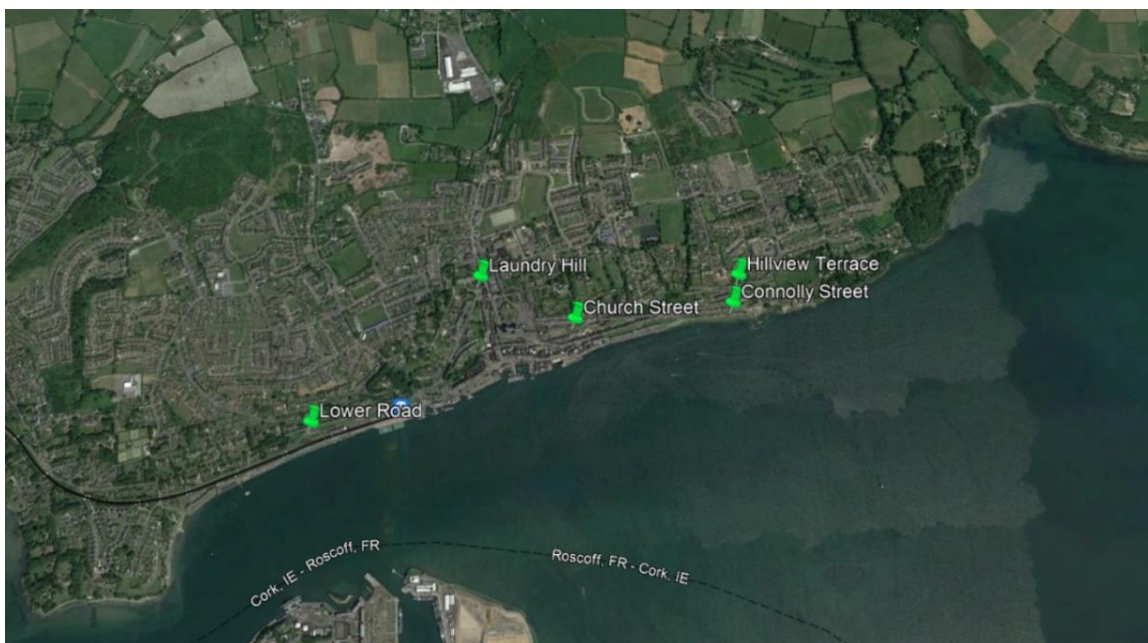 Laundry Hill
Hillview Terrace
Connolly Street
Church Street
Lower Road
Cork, IE - Roscoff, FR
Roscoff, FR - Cork, IE